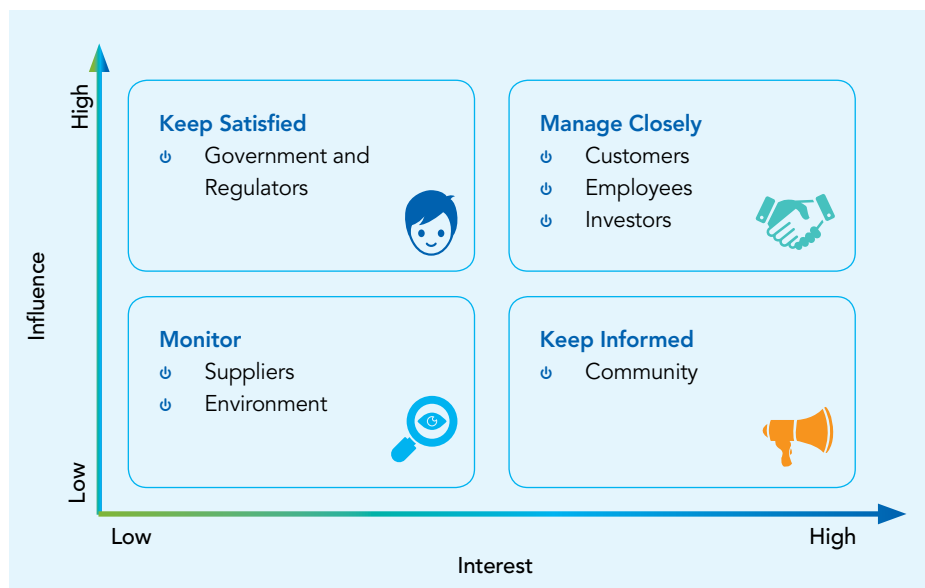 High
Keep Satisfied
Government and
Regulators
Manage Closely
Customers
Employees
Investors
Influence
Monitor
Suppliers
Environment
Keep Informed
Community
Low
Low
High
Interest